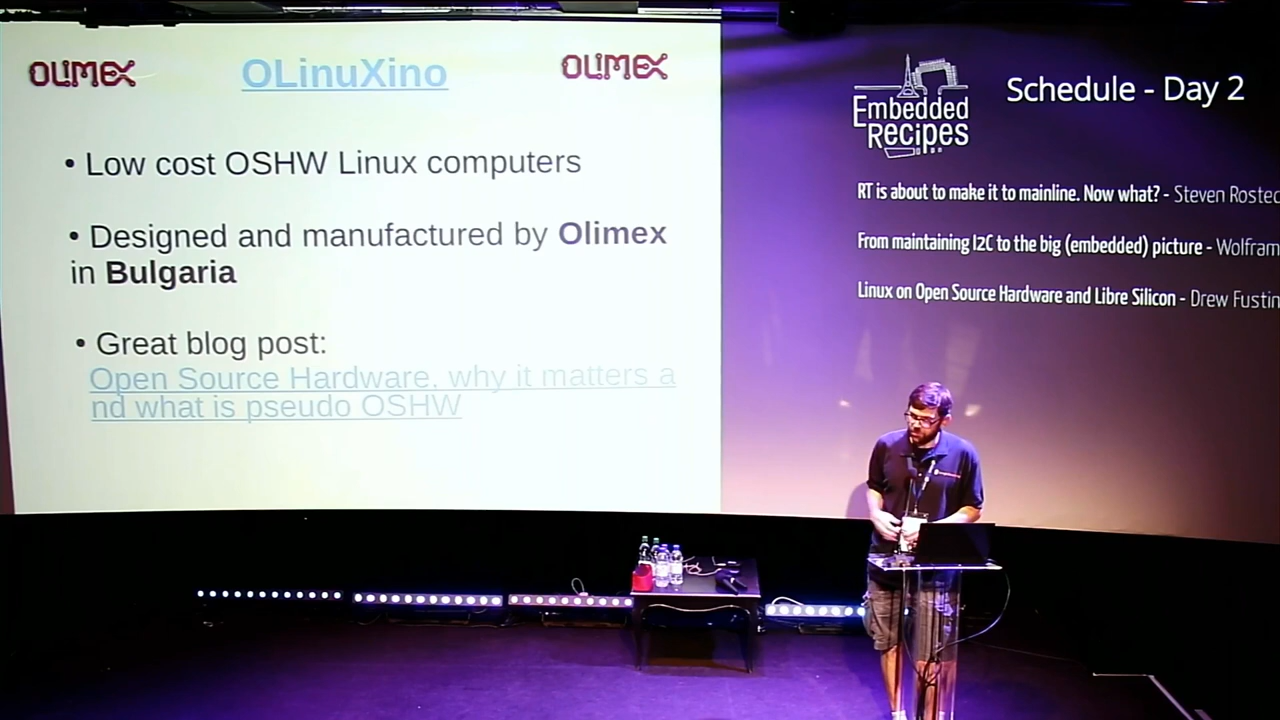 OLIMEX
OLinuXino
OLIMEX
• Low cost OSHW Linux computers
• Designed and manufactured by Olimex
in Bulgaria
• Great blog post:
Open Source Hardware, why it matters a
nd what is pseudo OSHW
Embedded
Recipes
Schedule - Day 2
RT is about to make it to mainline. Now what? - Steven Rosted
From maintaining I2C to the big (embedded) picture - Wolfram
Linux on Open Source Hardware and Libre Silicon - Drew Fustin